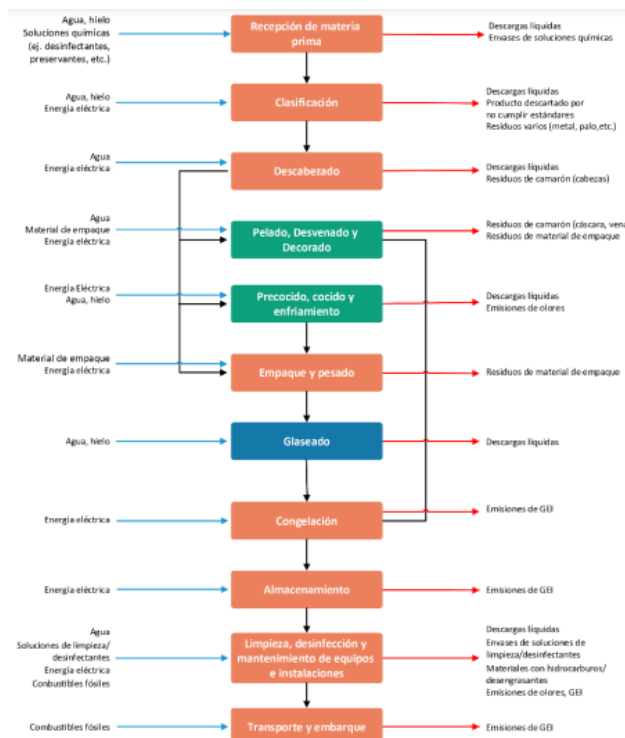 Agua, hielo
Soluciones químicas
(ej. desinfectantes,
preservantes, etc.)
Recepción de materia
prima
Descargas líquidas
Envases de soluciones químicas
Agua, hielo
Energía eléctrica
Clasificación
Descargas líquidas
Producto descartado por
no cumplir estándares
Residuos varios (metal, palo,etc.)
Agua
Energía eléctrica
Descabezado
Descargas líquidas
Residuos de camarón (cabezas)
Agua
Material de empaque
Energía eléctrica
Pelado, Desvenado y
Decorado
Residuos de camarón (cáscara, vena
Residuos de material de empaque
Energía Eléctrica
Agua, hielo
Precocido, cocido y
enfriamiento
Descargas líquidas
Emisiones de olores
Material de empaque
Energía eléctrica
Empaque y pesado
Residuos de material de empaque
Agua, hielo
Glaseado
Descargas líquidas
Energía eléctrica
Congelación
Emisiones de GEI
Energía eléctrica
Almacenamiento
Emisiones de GEI
Agua
Soluciones de limpieza/
desinfectantes
Energía eléctrica
Combustibles fósiles
Limpieza, desinfección y
mantenimiento de equipos
e instalaciones
Descargas líquidas
Envases de soluciones de
limpieza/desinfectantes
Materiales con hidrocarburos/
desengrasantes
Emisiones de olores, GEI
Combustibles fósiles
Transporte y embarque
Emisiones de GEI